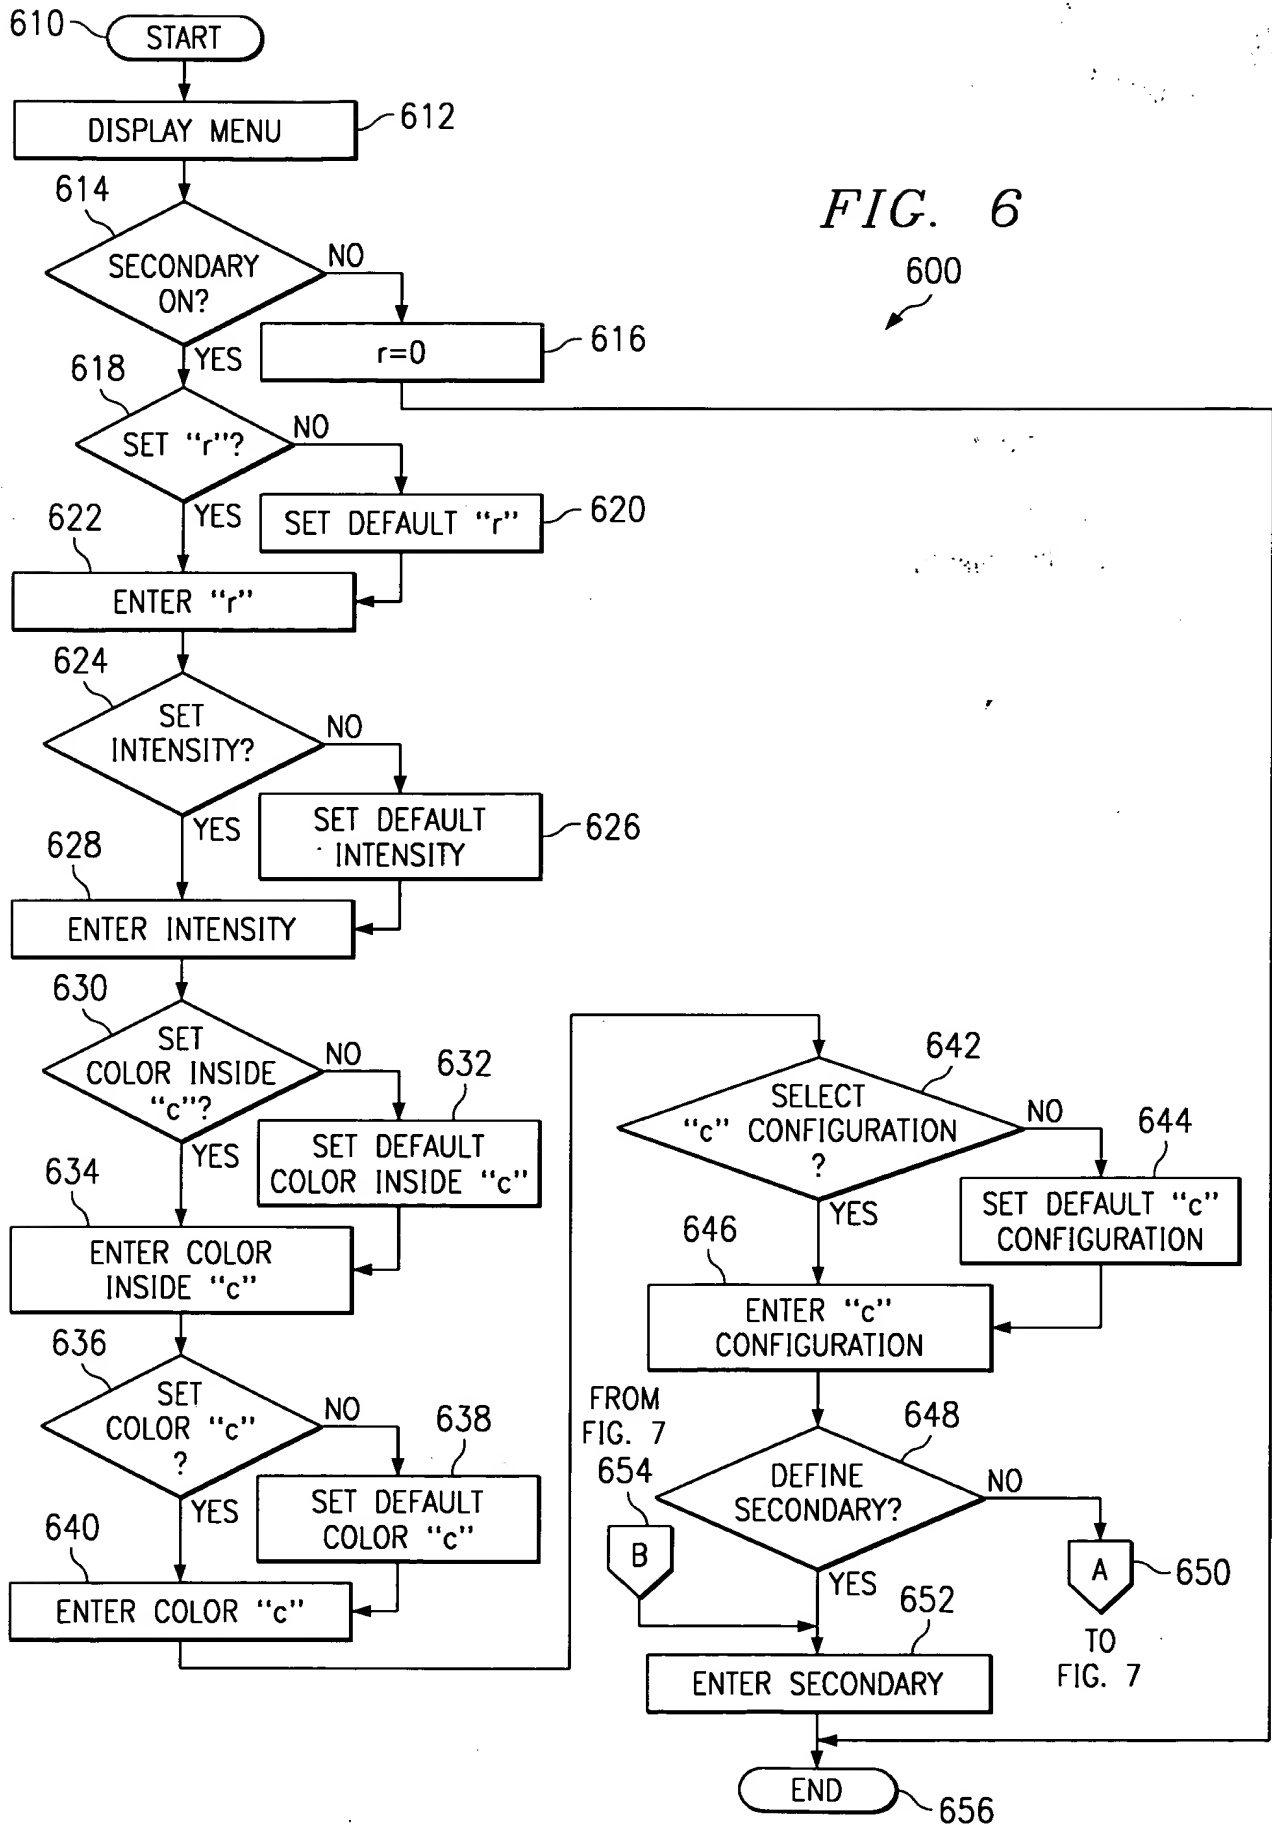 610
START
DISPLAY MENU
612
614
SECONDARY
ON?
NO
YES
r=0
616
FIG. 6
600
618
SET “r”?
NO
YES
SET DEFAULT “r”
620
622
ENTER “r”
624
SET
INTENSITY?
NO
YES
SET DEFAULT
INTENSITY
626
628
ENTER INTENSITY
630
SET
COLOR INSIDE
“c”?
NO
YES
632
SET DEFAULT
COLOR INSIDE “c”
634
ENTER COLOR
INSIDE “c”
636
SET
COLOR “c”
?
NO
YES
638
SET DEFAULT
COLOR “c”
640
ENTER COLOR “c”
642
SELECT
“c” CONFIGURATION
?
NO
YES
644
SET DEFAULT “c”
CONFIGURATION
646
ENTER “c”
CONFIGURATION
FROM
FIG. 7
654
B
648
DEFINE
SECONDARY?
NO
YES
A
650
TO
FIG. 7
652
ENTER SECONDARY
END
656